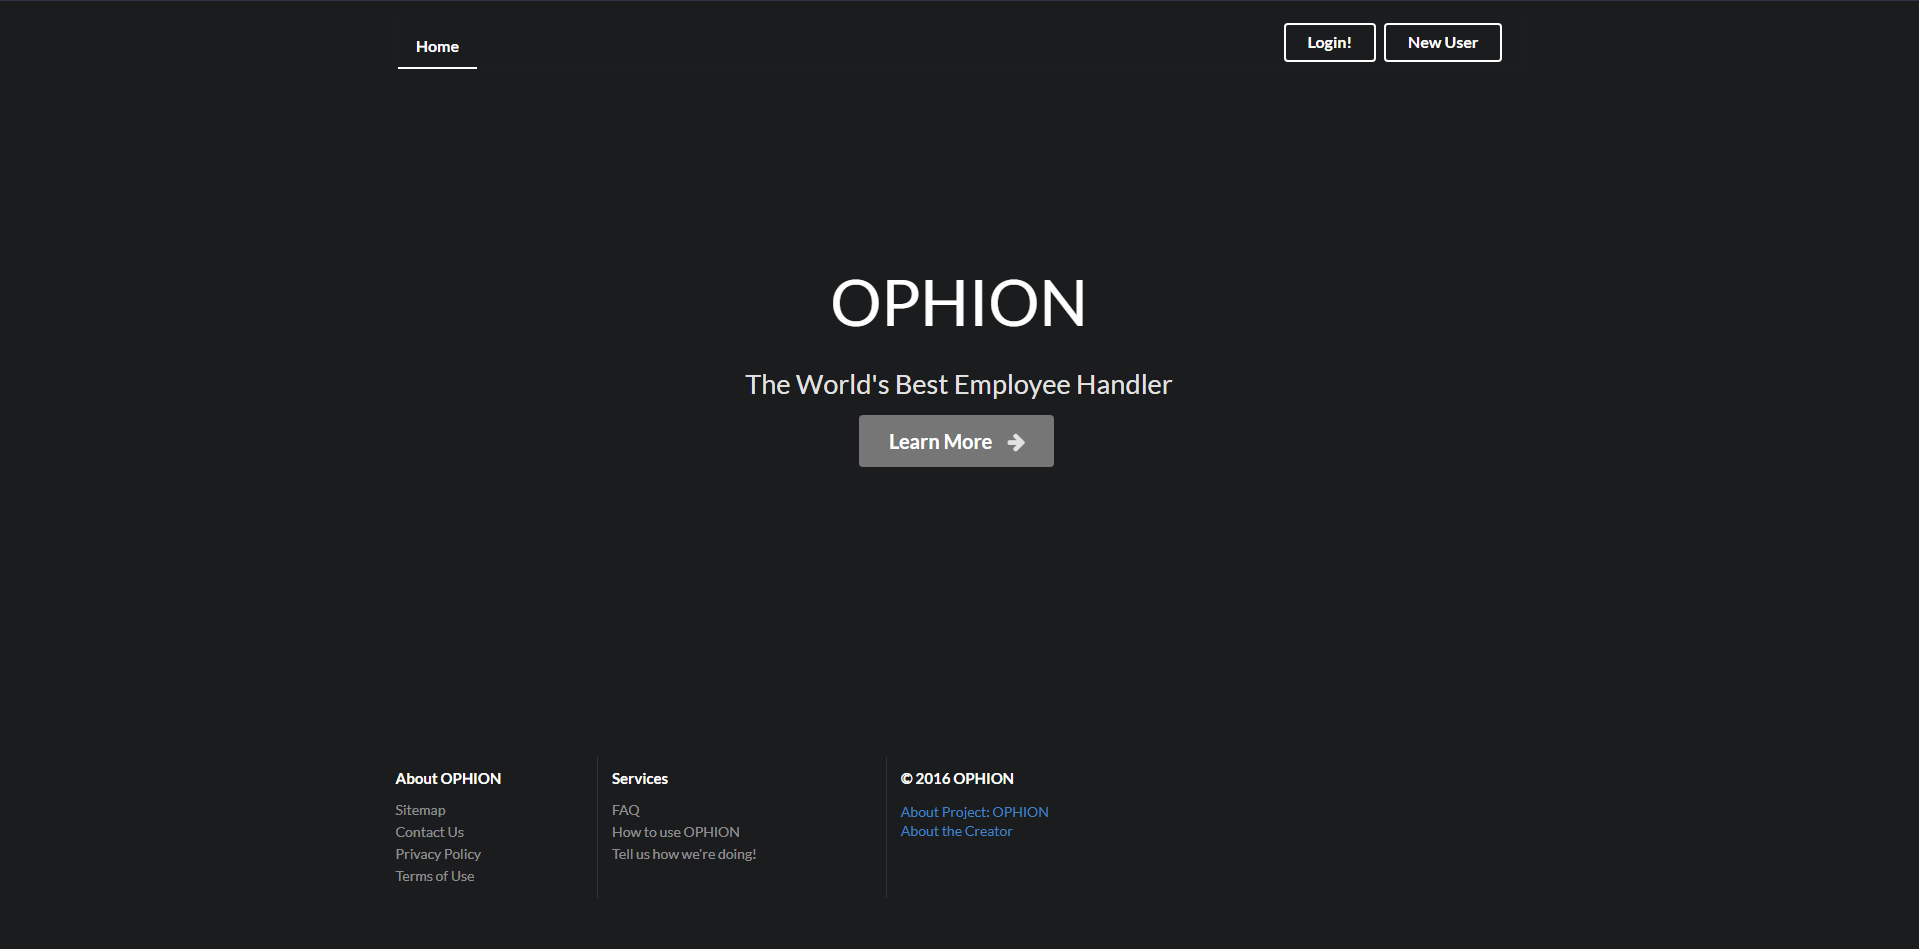 Home
Login!
New User
OPHION
The World's Best Employee Handler
Learn More
About OPHION
Sitemap
Contact Us
Privacy Policy
Terms of Use
Services
FAQ
How to use OPHION
Tell us how we're doing!
© 2016 OPHION
About Project: OPHION
About the Creator